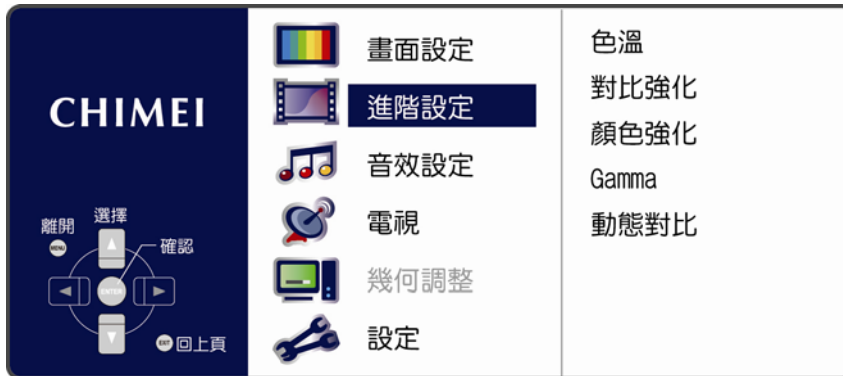 CHIMEI
離開
選擇
MENU
確認
ENTER
EXIT
回上頁
畫面設定
進階設定
音效設定
電視
幾何調整
設定
色溫
對比強化
顏色強化
Gamma
動態對比